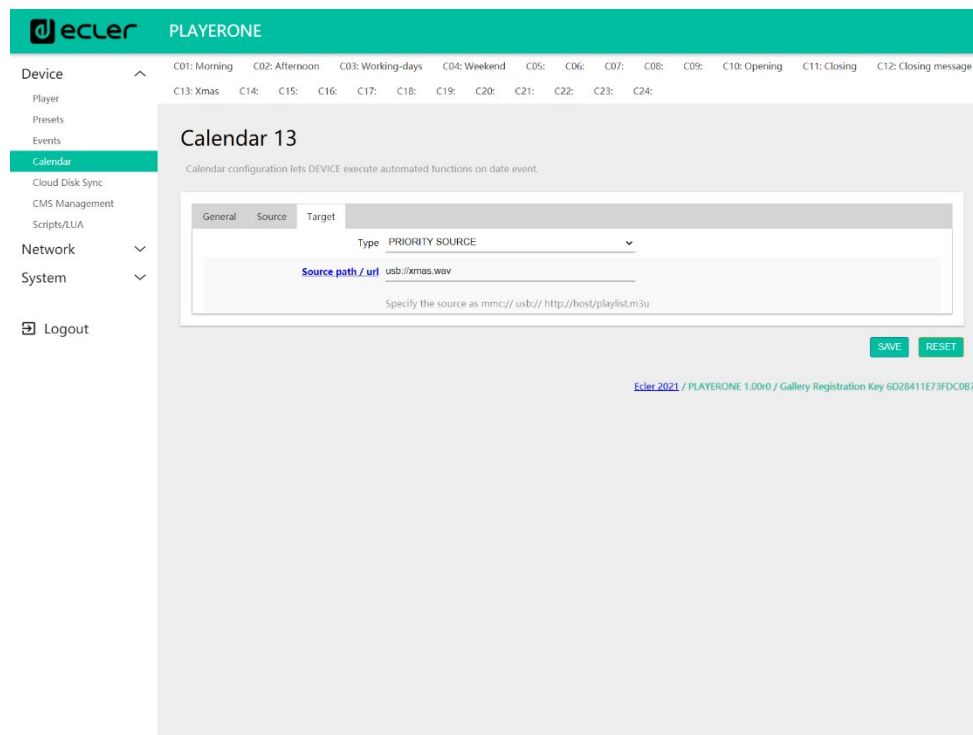 ecler PLAYERONE
Device
Player
Presets
Events
Calendar
Cloud Disk Sync
CMS Management
Scripts/LUA
Network
System
Logout
C01: Morning C02: Afternoon C03: Working-days C04: Weekend C05: C06: C07: C08: C09: C10: Opening C11: Closing C12: Closing message
C13: Xmas C14: C15: C16: C17: C18: C19: C20: C21: C22: C23: C24:
Calendar 13
Calendar configuration lets DEVICE execute automated functions on date event.
General Source Target
Type PRIORITY SOURCE
Source path / url usb://xmas.wav
Specify the source as mmc:// usb:// http://host/playlist.m3u
SAVE RESET
Ecler 2021 / PLAYERONE 1.00r0 / Gallery Registration Key 6D28411E73FDC0B7